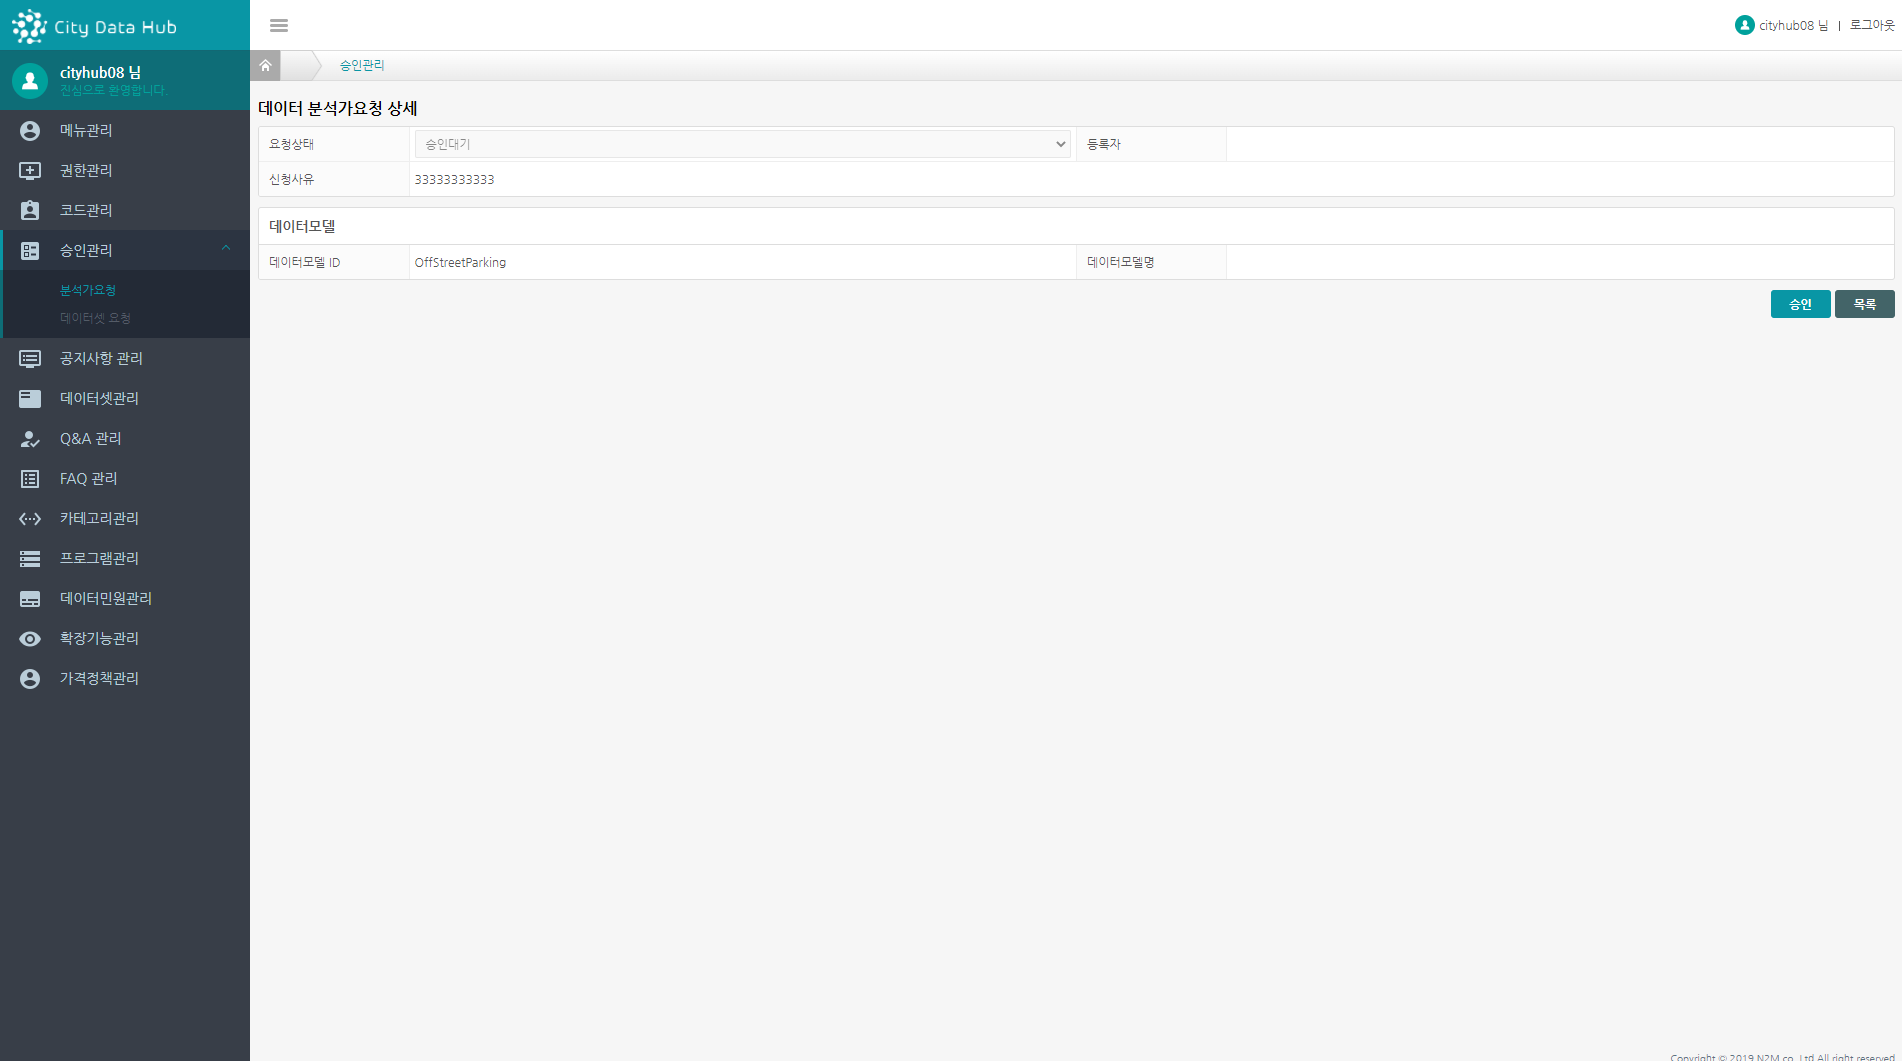 City Data Hub
cityhub08 님 | 로그아웃
cityhub08 님
진심으로 환영합니다.
메뉴관리
권한관리
코드관리
승인관리
분석가요청
데이터셋 요청
공지사항 관리
데이터셋관리
Q&A 관리
FAQ 관리
카테고리관리
프로그램관리
데이터민원관리
확장기능관리
가격정책관리
승인관리
데이터 분석가요청 상세
요청상태 승인대기 등록자
신청사유 33333333333
데이터모델
데이터모델 ID OffStreetParking 데이터모델명
승인 목록
Copyright © 2019 N2M co., Ltd All right reserved